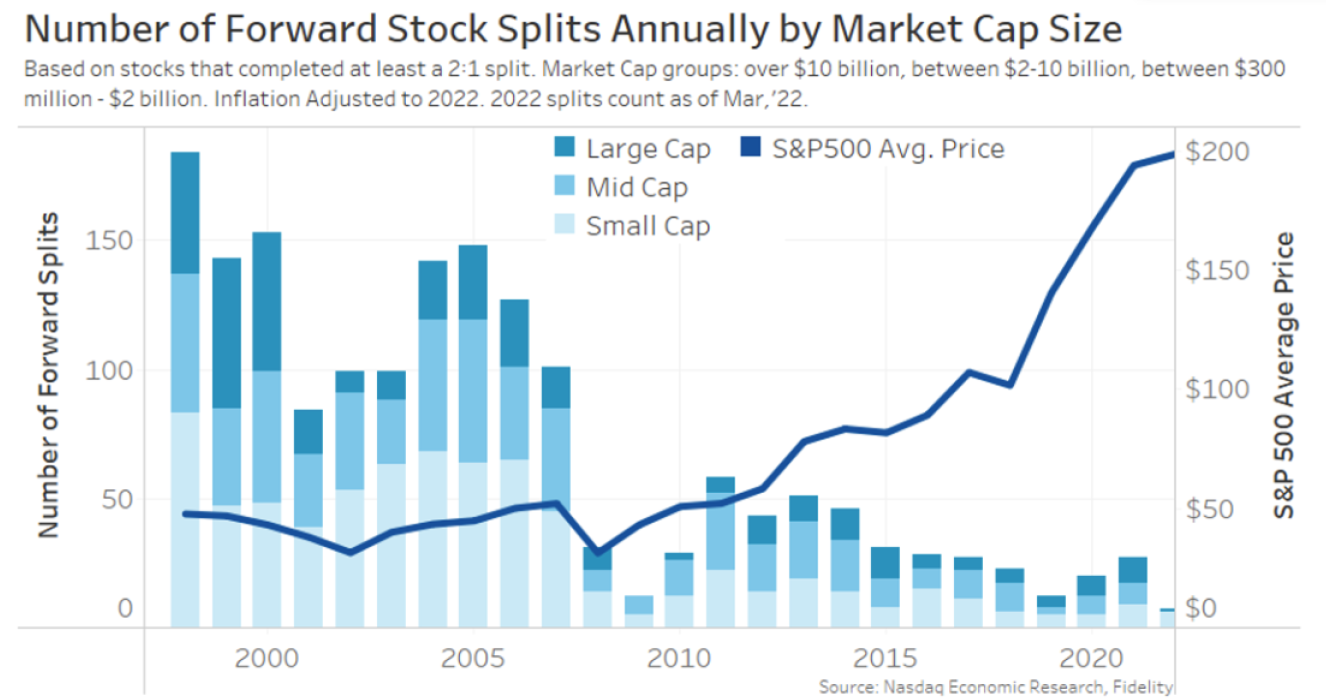 Number of Forward Stock Splits Annually by Market Cap Size
Based on stocks that completed at least a 2:1 split. Market Cap groups: over $10 billion, between $2-10 billion, between $300
million - $2 billion. Inflation Adjusted to 2022. 2022 splits count as of Mar,'22.
Large Cap
S&P500 Avg. Price
Mid Cap
Small Cap
Number of Forward Splits
150
100
50
0
$200
$150
$100
$50
$0
S&P 500 Average Price
2000
2005
2010
2015
2020
Source: Nasdaq Economic Research, Fidelity